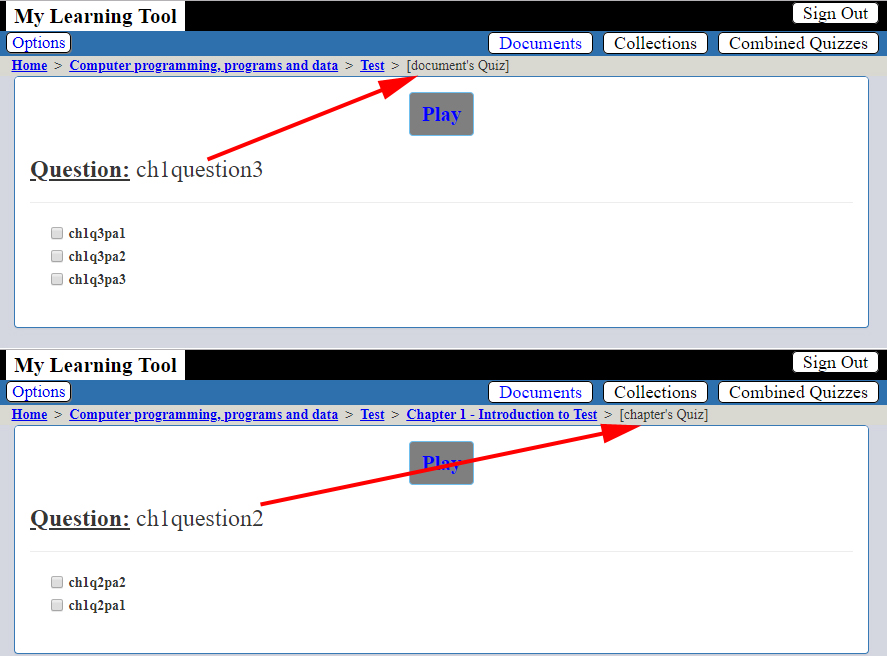 My Learning Tool Sign Out
Options Documents Collections Combined Quizzes
Home > Computer programming, programs and data > Test > [document's Quiz]
Play
Question: ch1question3
ch1q3pa1
ch1q3pa2
ch1q3pa3
My Learning Tool Sign Out
Options Documents Collections Combined Quizzes
Home > Computer programming, programs and data > Test > Chapter 1 - Introduction to Test > [chapter's Quiz]
Play
Question: ch1question2
ch1q2pa2
ch1q2pa1